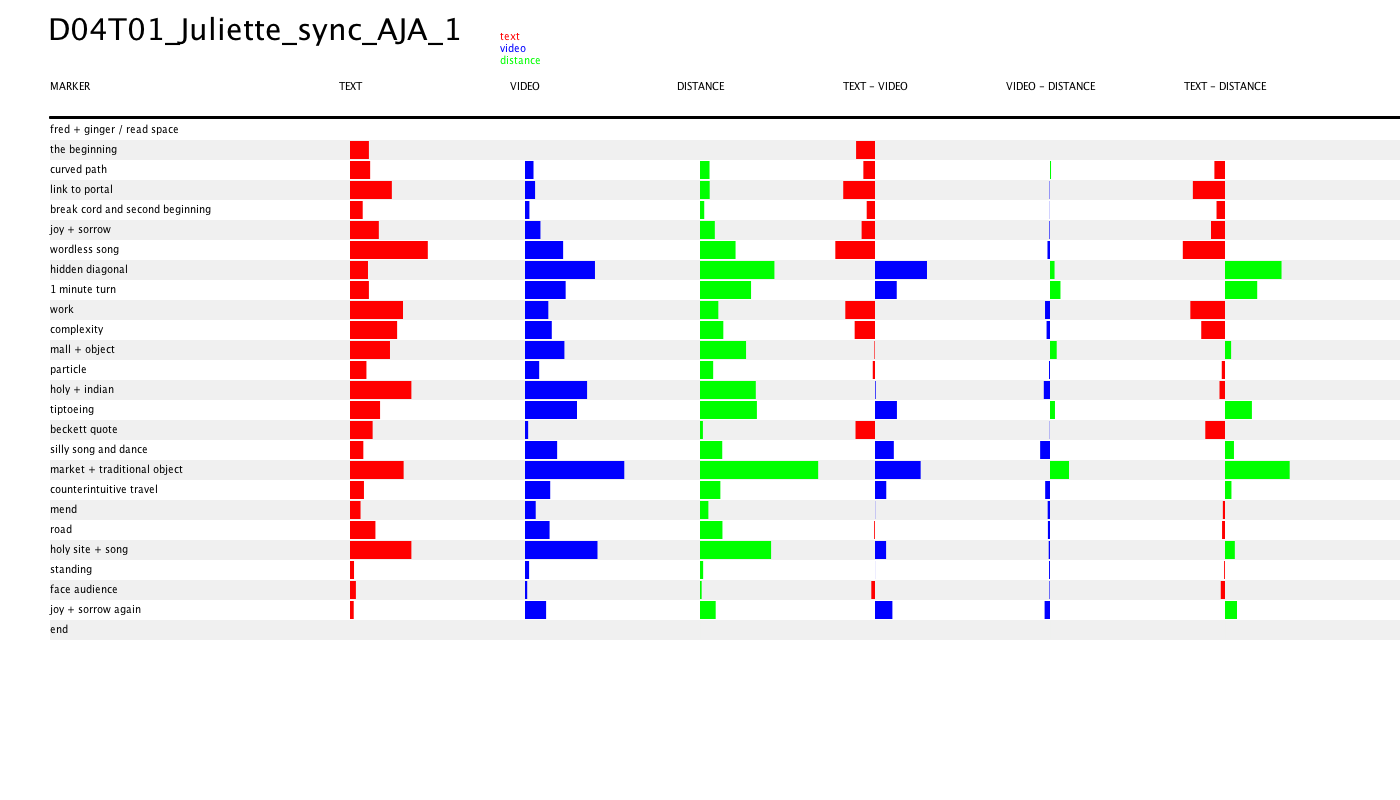 D04T01_Juliette_sync_AJA_1
text
video
distance
MARKER TEXT VIDEO DISTANCE TEXT - VIDEO VIDEO - DISTANCE TEXT - DISTANCE
fred + ginger / read space
the beginning
curved path
link to portal
break cord and second beginning
joy + sorrow
wordless song
hidden diagonal
1 minute turn
work
complexity
mall + object
particle
holy + indian
tiptoeing
beckett quote
silly song and dance
market + traditional object
counterintuitive travel
mend
road
holy site + song
standing
face audience
joy + sorrow again
end